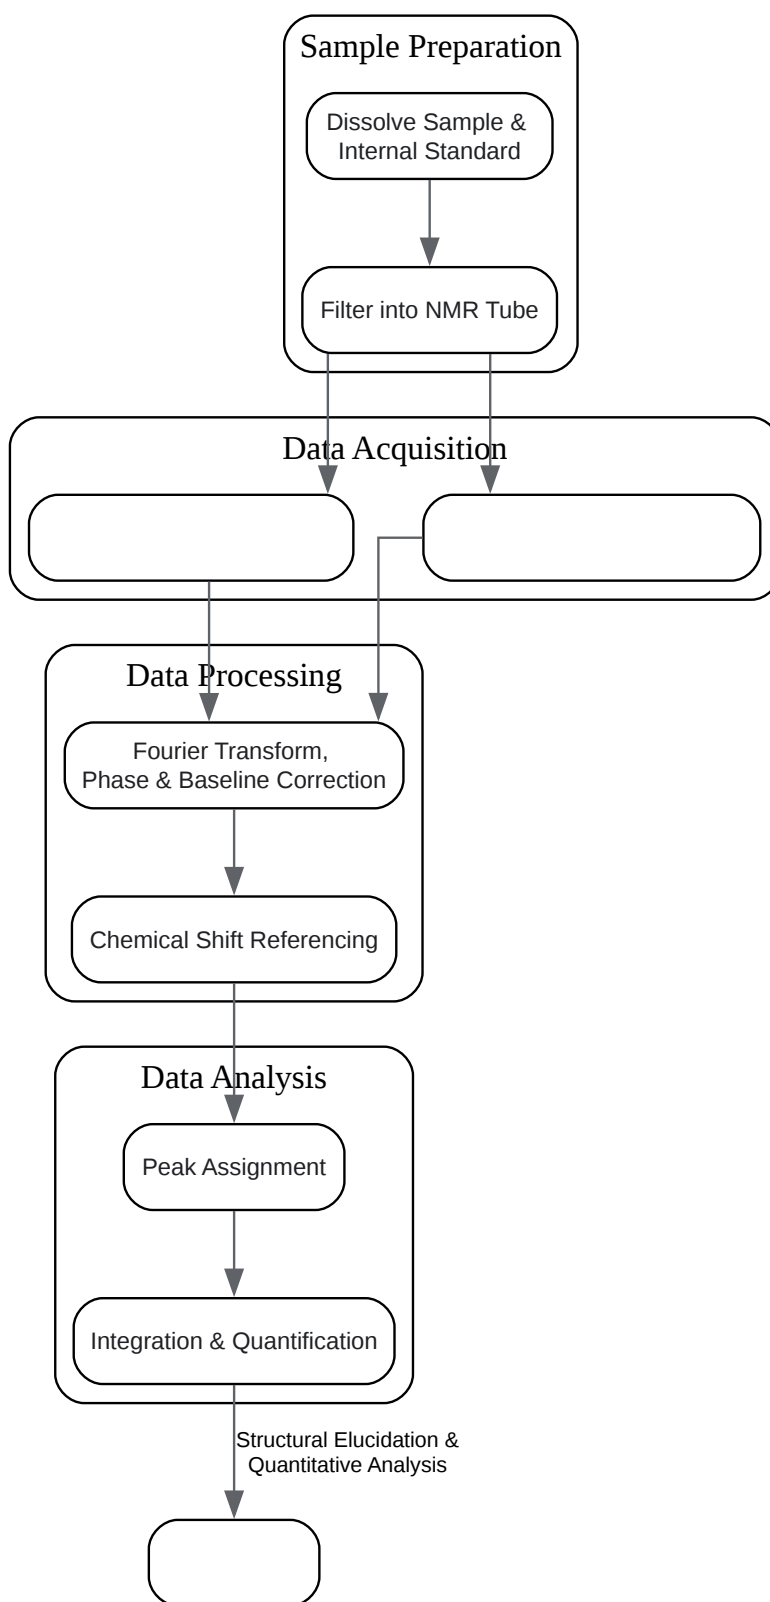 Sample Preparation
Dissolve Sample &
Internal Standard
Filter into NMR Tube
Data Acquisition
Data Processing
Fourier Transform,
Phase & Baseline Correction
Chemical Shift Referencing
Data Analysis
Peak Assignment
Integration & Quantification
Structural Elucidation &
Quantitative Analysis